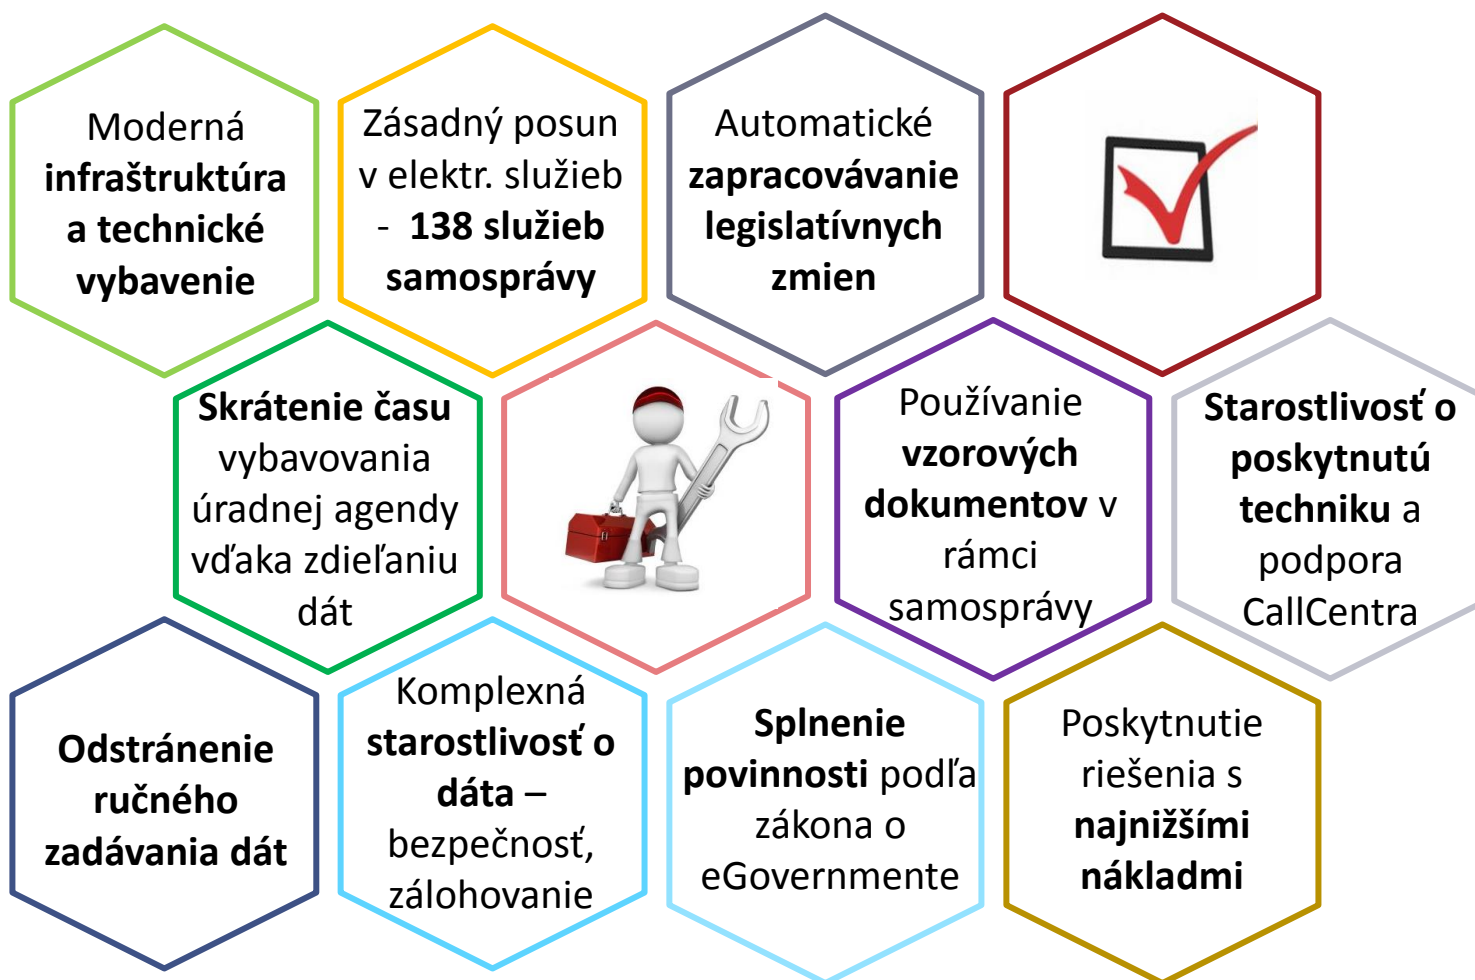 Moderná
infraštruktúra
a technické
vybavenie
Zásadný posun
v elektr. služieb
- 138 služieb
samosprávy
Automatické
zapracovávanie
legislatívnych
zmien
Skrátenie času
vybavovania
úradnej agendy
vďaka zdieľaniu
dát
Používanie
vzorových
dokumentov v
rámci
samosprávy
Starostlivosť o
poskytnutú
techniku a
podpora
CallCentra
Odstránenie
ručného
zadávania dát
Komplexná
starostlivosť o
dáta –
bezpečnosť,
zálohovanie
Splnenie
povinnosti podľa
zákona o
eGovernmente
Poskytnutie
riešenia s
najnižšími
nákladmi